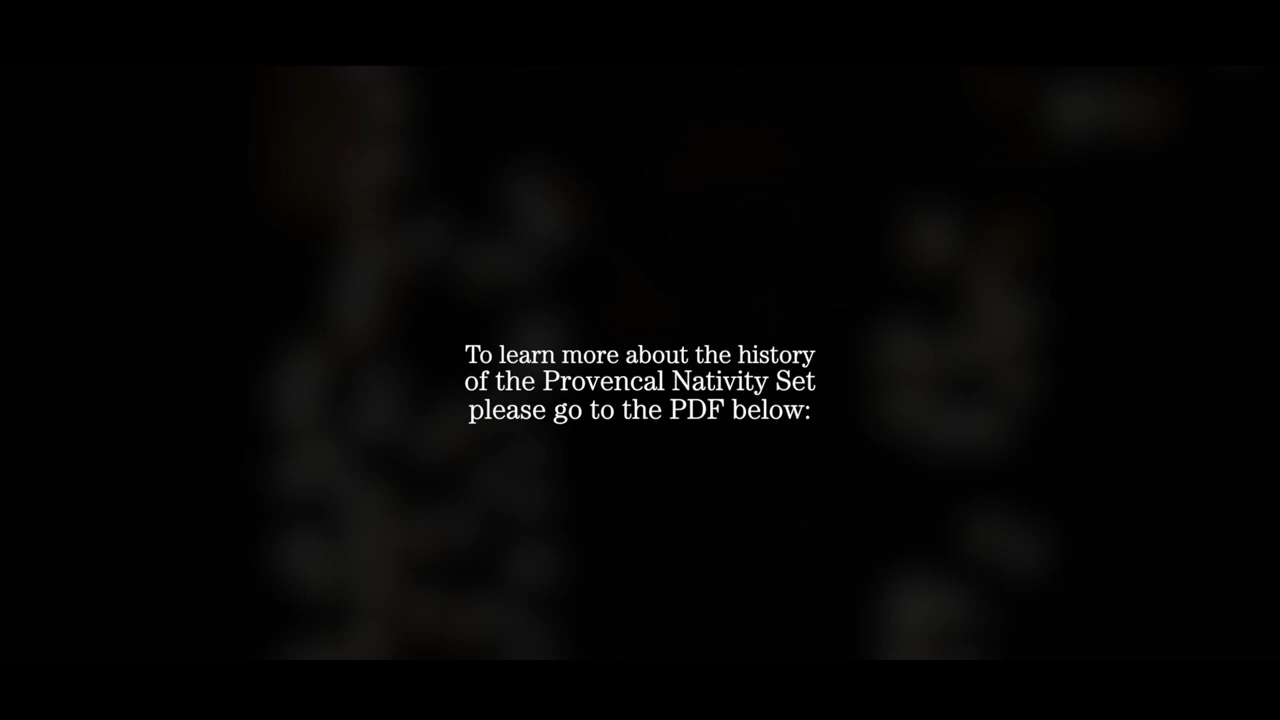 To learn more about the history
of the Provencal Nativity Set
please go to the PDF below: